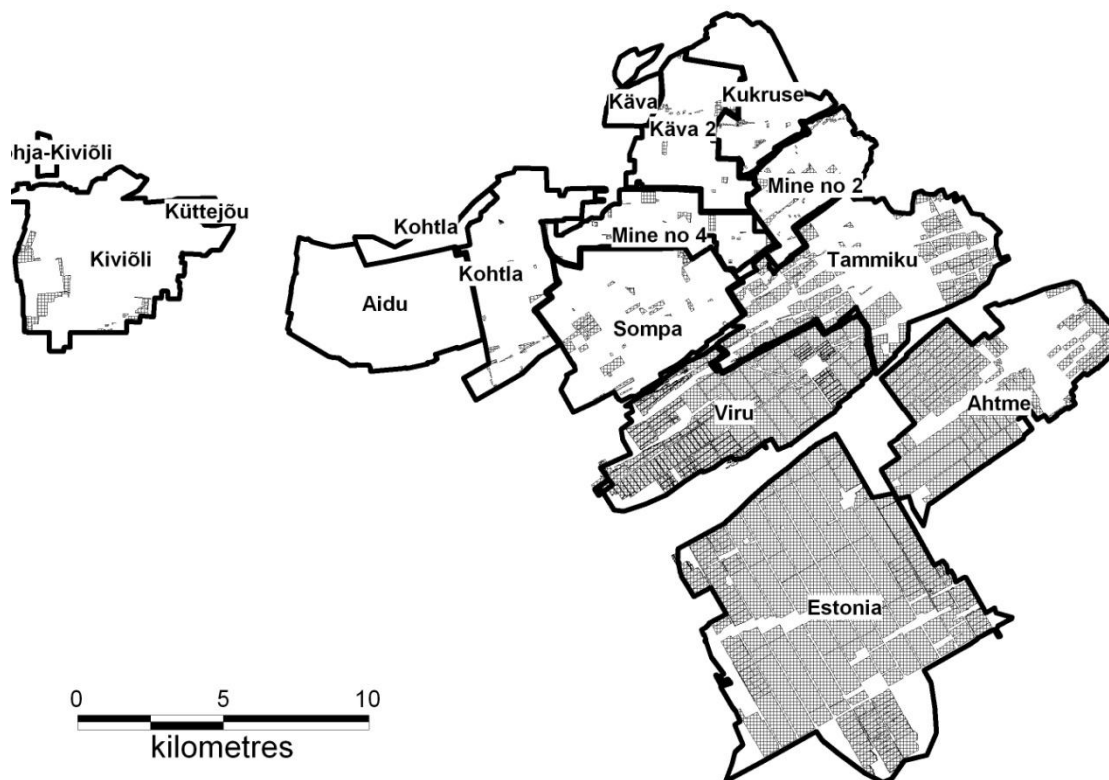 Käva
Kukruse
Käva 2
ohja-Kiviõli
Mine no 2
Küttejõu
Kohtla
Mine no 4
Kiviõli
Kohtla
Tammiku
Aidu
Sompa
Viru
Ahtme
Estonia
0 5 10
kilometres